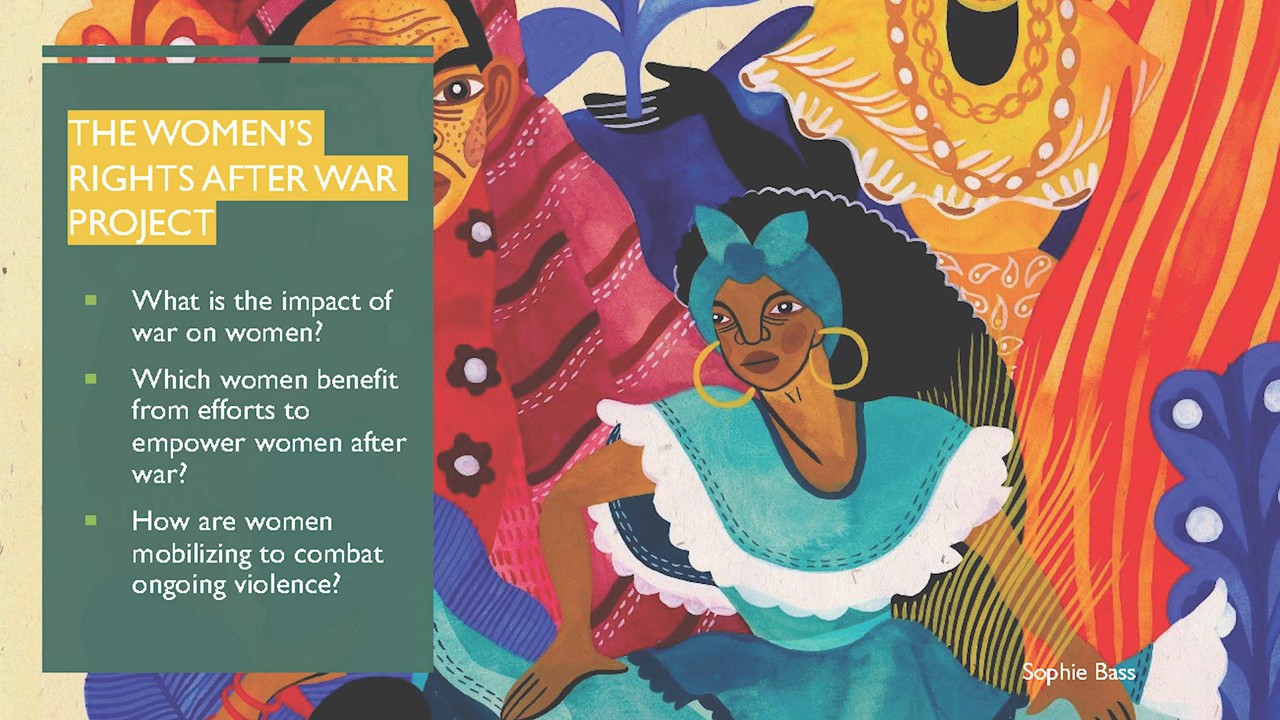 THE WOMEN'S
RIGHTS AFTER WAR
PROJECT
What is the impact of
war on women?
Which women benefit
from efforts to
empower women after
war?
How are women
mobilizing to combat
ongoing violence?
Sophie Bass